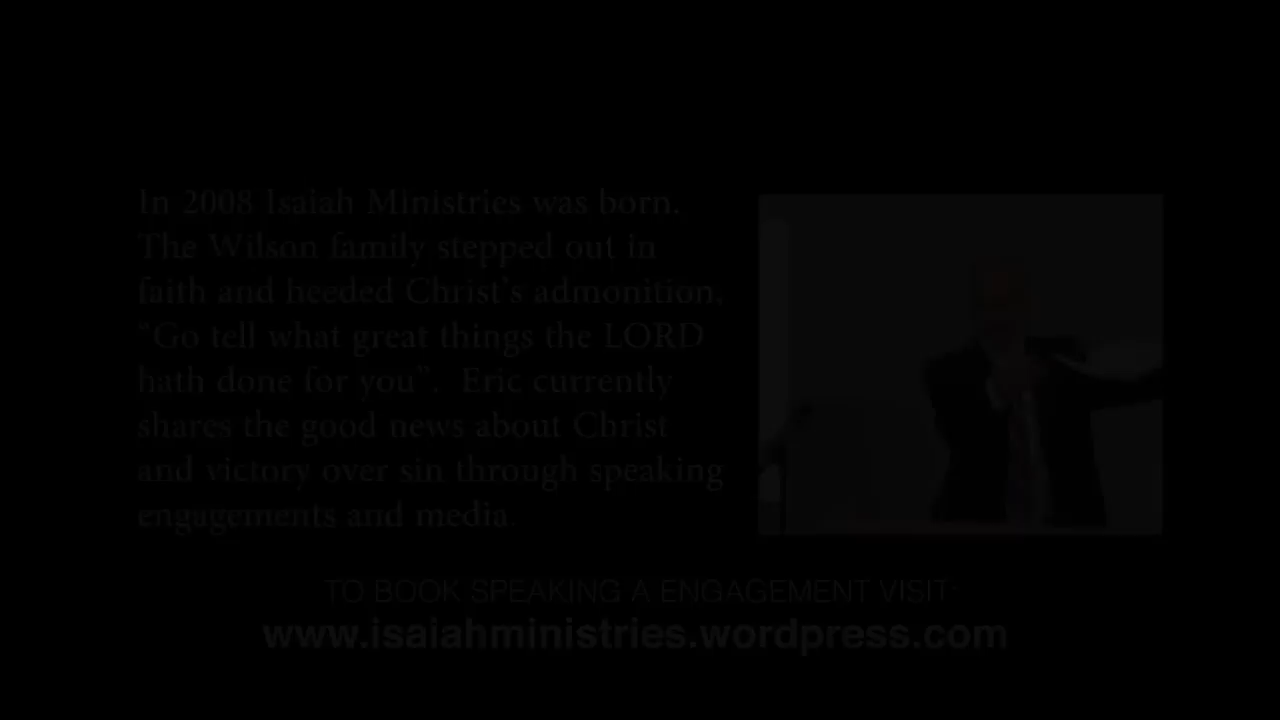 In 2008 Isaiah Ministries was born.
The Wilson family stepped out in
faith and heeded Christ's admonition,
"Go tell what great things the LORD
hath done for you".  Eric currently
shares the good news about Christ
and victory over sin through speaking
engagements and media.
TO BOOK SPEAKING A ENGAGEMENT VISIT:
www.isaiahministries.wordpress.com